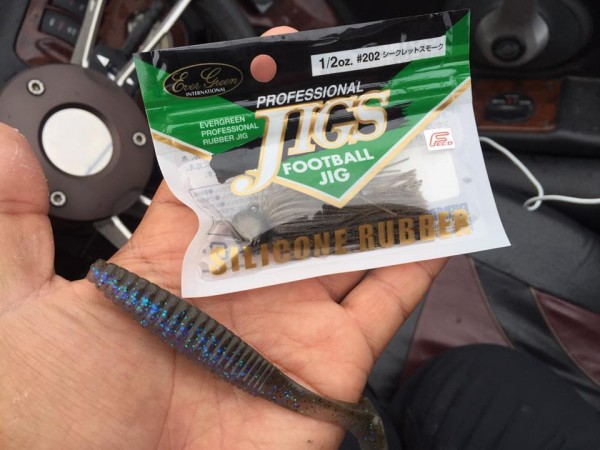 1/2oz. #202 シークレットスモーク
Ever Green
INTERNATIONAL
PROFESSIONAL
EVERGREEN
PROFESSIONAL
RUBBER JIG
JIGS
FOOTBALL
JIG
FECO
SILICONE RUBBER